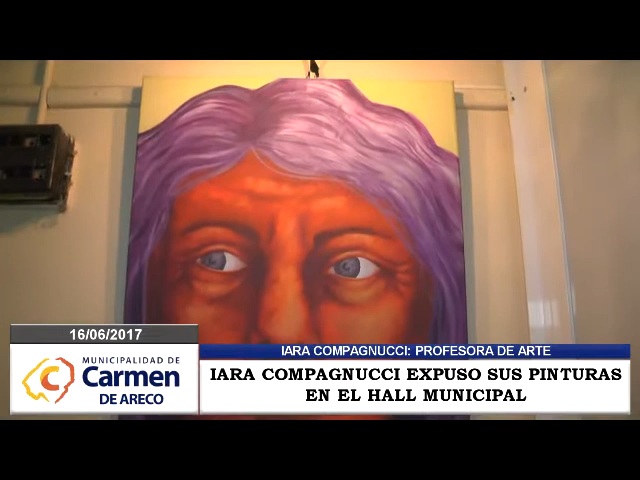 16/06/2017
MUNICIPALIDAD DE
Carmen
DE ARECO
IARA COMPAGNUCCI: PROFESORA DE ARTE
IARA COMPAGNUCCI EXPUSO SUS PINTURAS
EN EL HALL MUNICIPAL